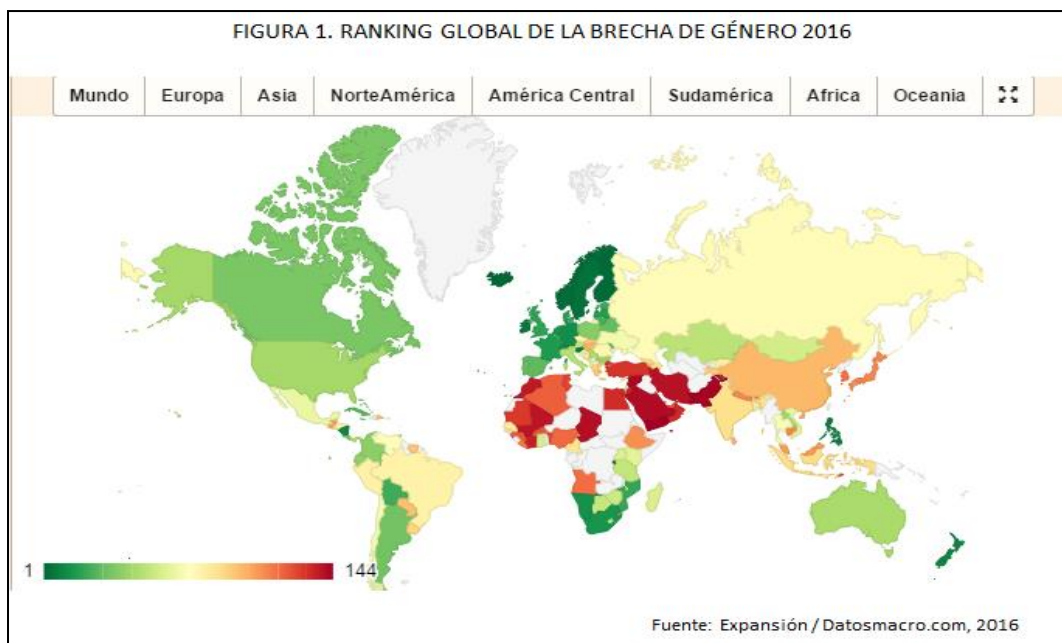 FIGURA 1. RANKING GLOBAL DE LA BRECHA DE GÉNERO 2016
Mundo Europa Asia NorteAmérica América Central Sudamérica Africa Oceania
1 144
Fuente: Expansión / Datosmacro.com, 2016